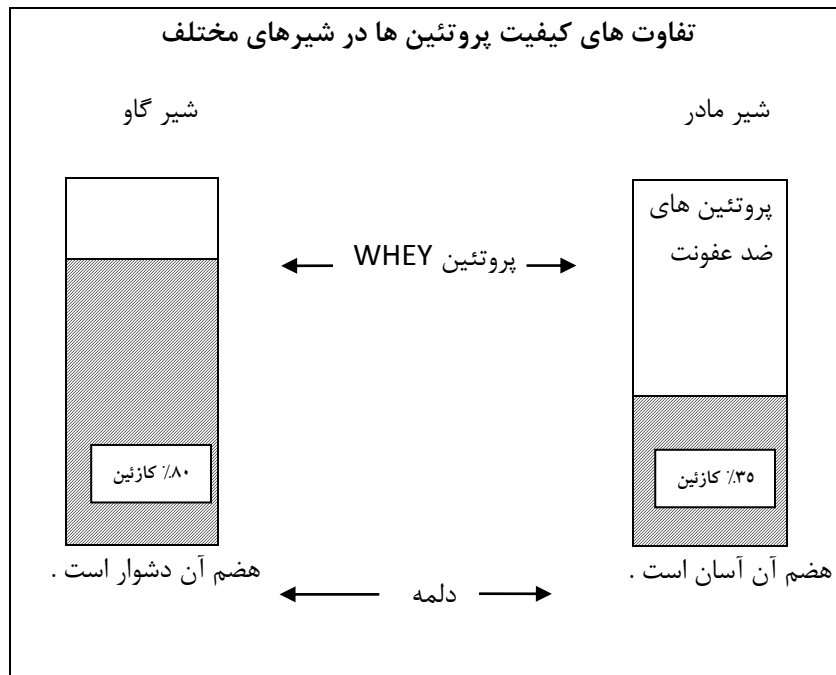 تفاوت های کیفیت پروتئین ها در شیرهای مختلف
شیر مادر
شیر گاو
پروتئین های
ضد عفونت
پروتئین WHEY
۳۵٪ کازئین
۸۰٪ کازئین
هضم آن آسان است .
هضم آن دشوار است .
دلمه